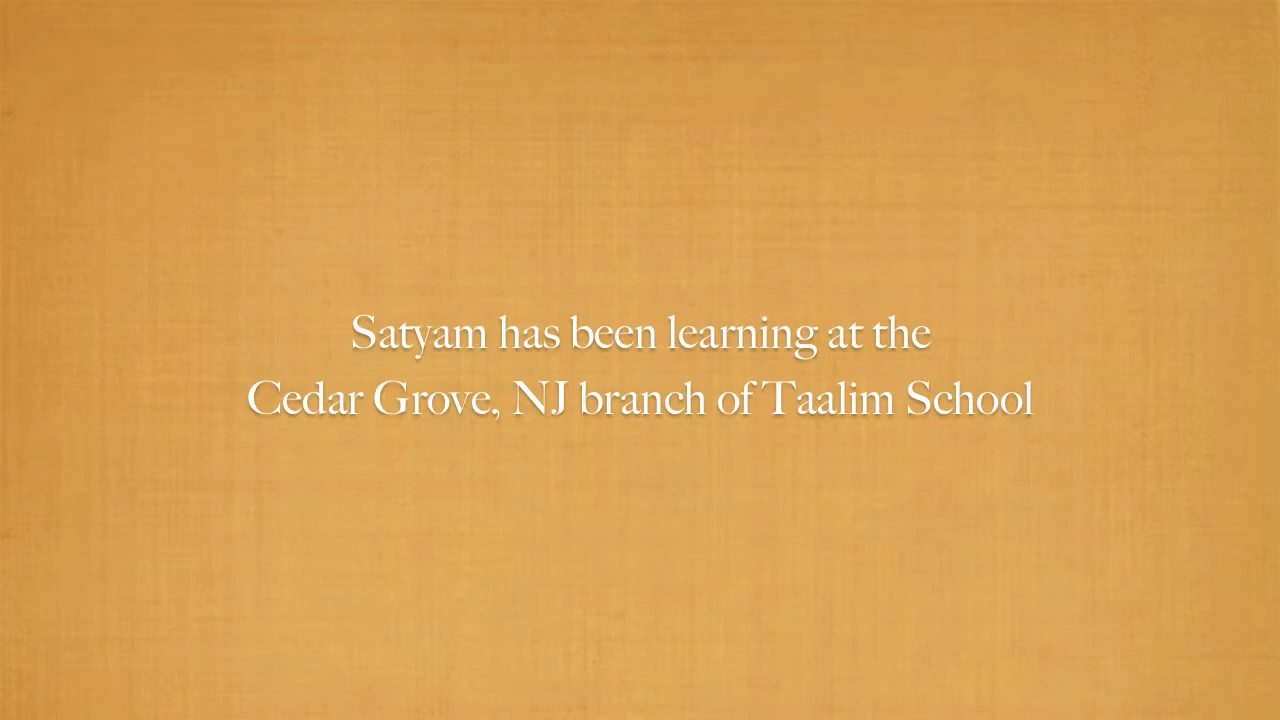 Satyam has been learning at the
Cedar Grove, NJ branch of Taalim School